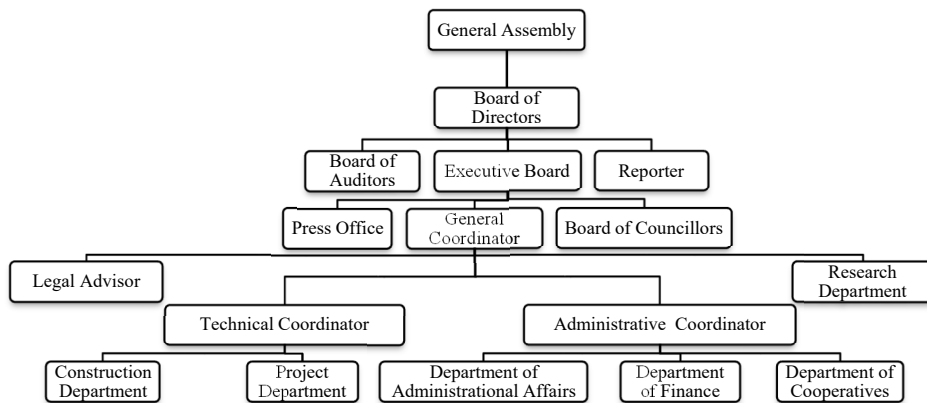 General Assembly
Board of
Directors
Board of
Auditors
Executive Board
Reporter
Press Office
General
Coordinator
Board of Councillors
Legal Advisor
Research
Department
Technical Coordinator
Administrative Coordinator
Construction
Department
Project
Department
Department of
Administrational Affairs
Department
of Finance
Department of
Cooperatives